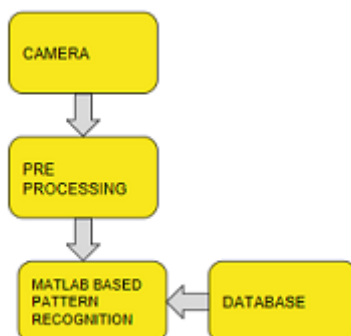 CAMERA
PRE
PROCESSING
MATLAB BASED
PATTERN
RECOGNITION
DATABASE